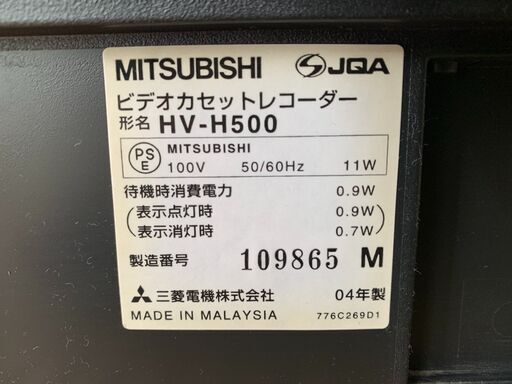 MITSUBISHI JQA
ビデオカセットレコーダー
形名 HV-H500
PS E MITSUBISHI
100V 50/60Hz 11W
待機時消費電力 0.9W
(表示点灯時 0.9W
表示消灯時) 0.7W
製造番号 109865 M
三菱電機株式会社 04年製
MADE IN MALAYSIA 776C269D1